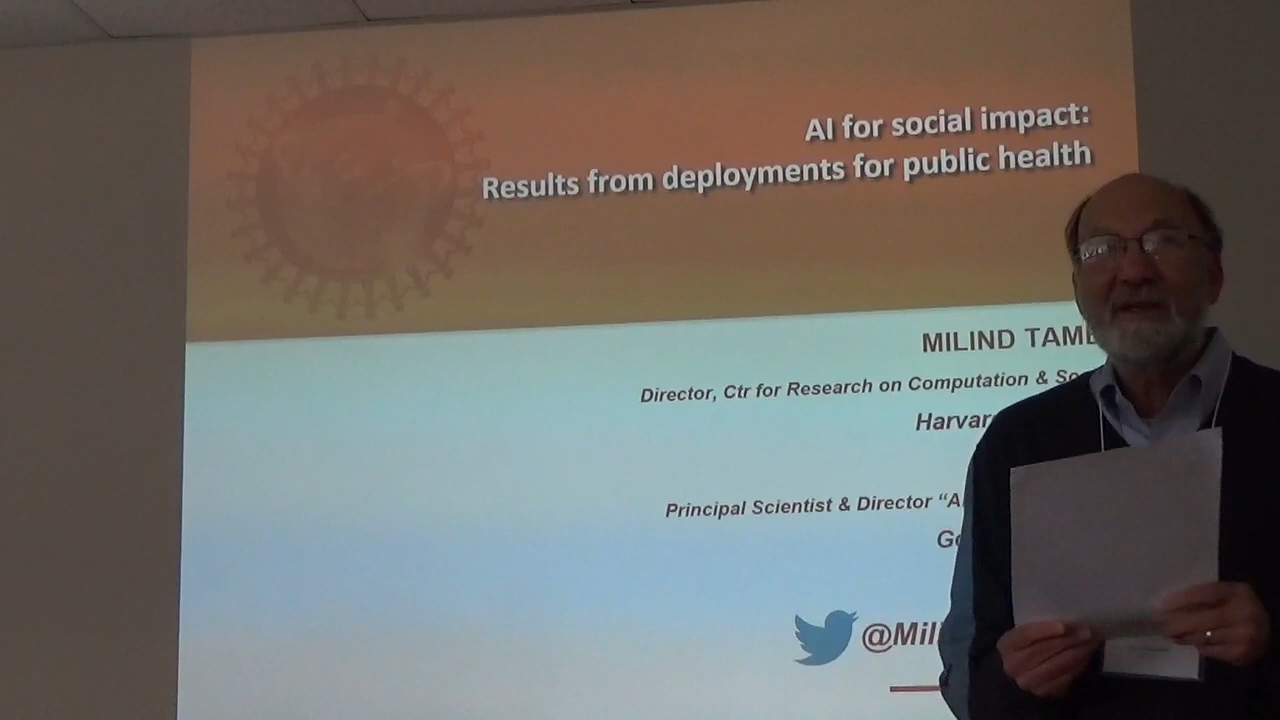 AI for social impact:
Results from deployments for public health
MILIND TAM
Director, Ctr for Research on Computation & So
Harvar
Principal Scientist & Director “A
Go
@Mil